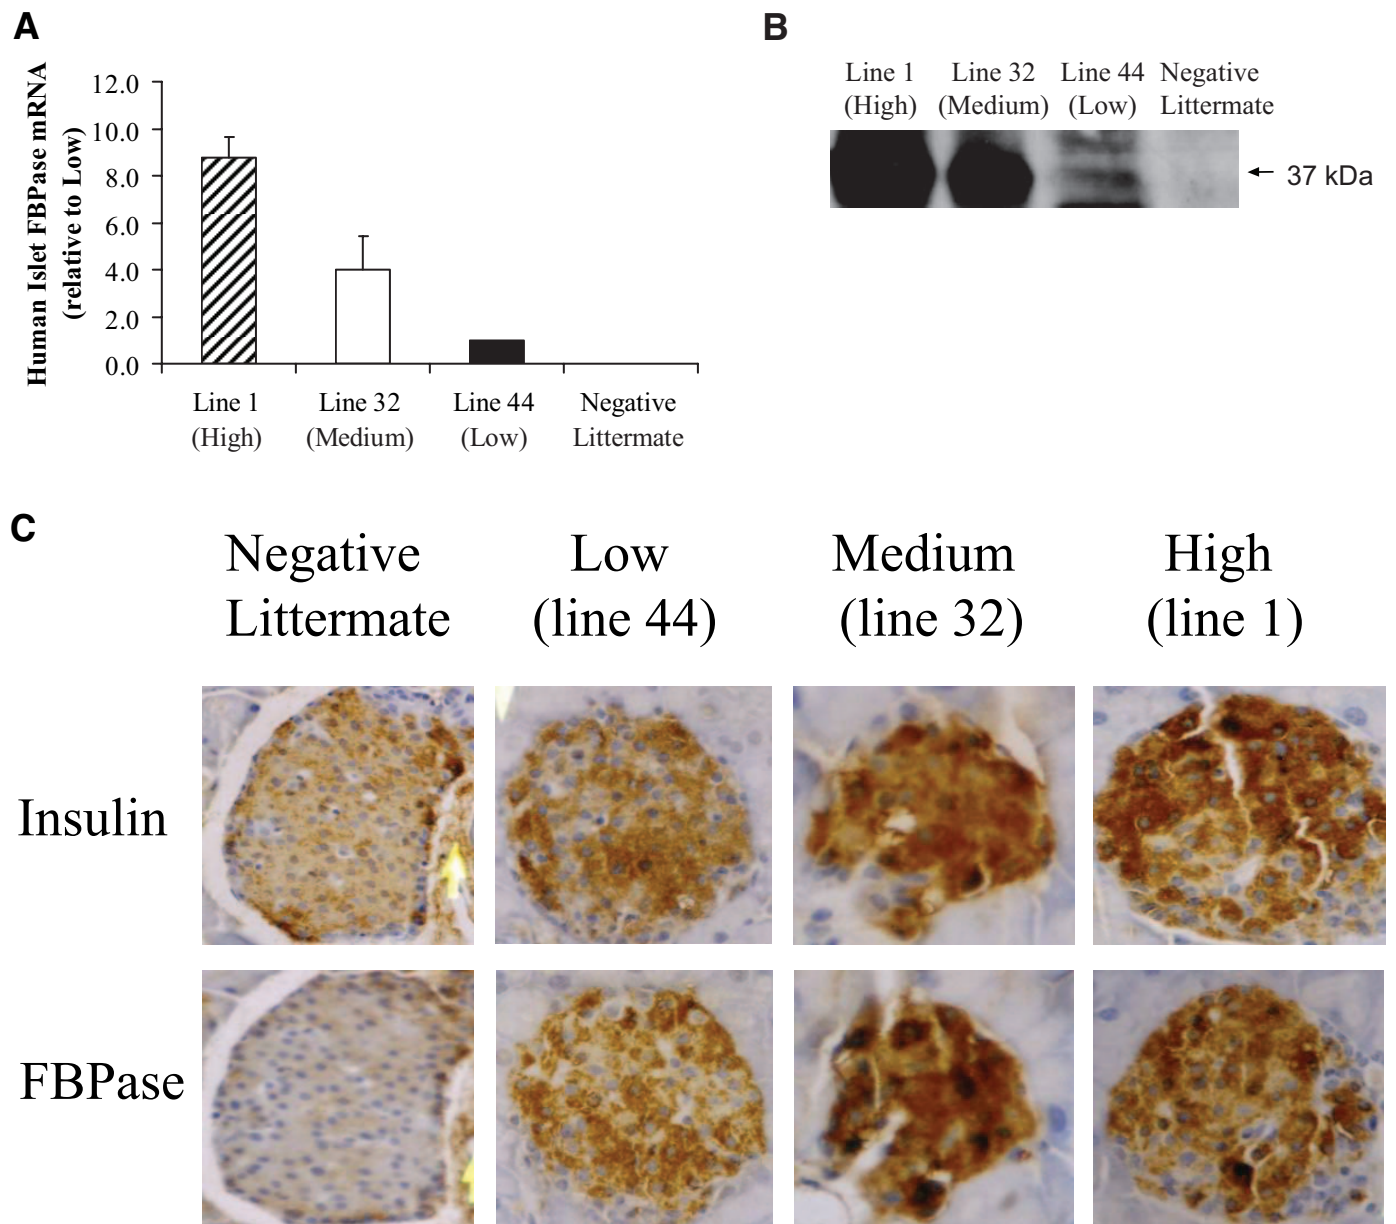 A
Human Islet FBPase mRNA
(relative to Low)
12.0
10.0
8.0
6.0
4.0
2.0
0.0
Line 1
(High)
Line 32
(Medium)
Line 44
(Low)
Negative
Littermate
B
Line 1
(High)
Line 32
(Medium)
Line 44
(Low)
Negative
Littermate
37 kDa
C
Negative
Littermate
Low
(line 44)
Medium
(line 32)
High
(line 1)
Insulin
FBPase